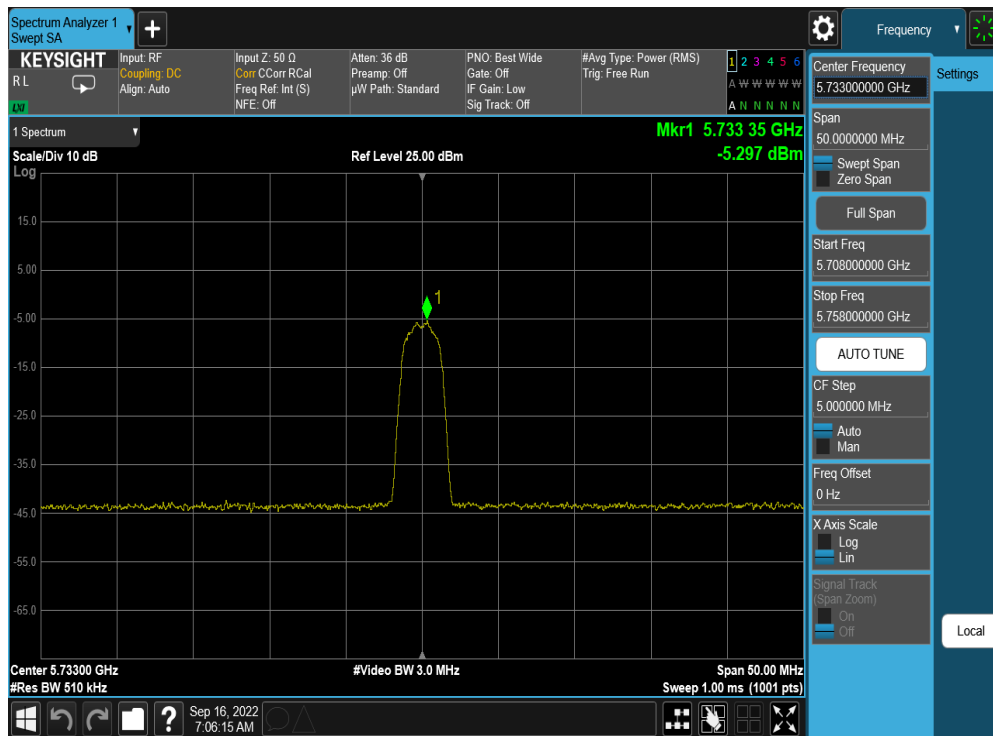 Spectrum Analyzer 1
Swept SA
+
Frequency
KEYSIGHT
R L
LXI
Input: RF
Coupling: DC
Align: Auto
Input Z: 50 Ω
Corr CCorr RCal
Freq Ref: Int (S)
NFE: Off
Atten: 36 dB
Preamp: Off
µW Path: Standard
PNO: Best Wide
Gate: Off
IF Gain: Low
Sig Track: Off
#Avg Type: Power (RMS)
Trig: Free Run
1 2 3 4 5 6
A W W W W W
A N N N N N
1 Spectrum
Mkr1 5.733 35 GHz
-5.297 dBm
Scale/Div 10 dB
Ref Level 25.00 dBm
Log
15.0
5.00
-5.00
-15.0
-25.0
-35.0
-45.0
-55.0
-65.0
1
Center 5.73300 GHz
#Video BW 3.0 MHz
Span 50.00 MHz
#Res BW 510 kHz
Sweep 1.00 ms (1001 pts)
Center Frequency
5.733000000 GHz
Settings
Span
50.0000000 MHz
Swept Span
Zero Span
Full Span
Start Freq
5.708000000 GHz
Stop Freq
5.758000000 GHz
AUTO TUNE
CF Step
5.000000 MHz
Auto
Man
Freq Offset
0 Hz
X Axis Scale
Log
Lin
Signal Track
(Span Zoom)
On
Off
Local
?
Sep 16, 2022
7:06:15 AM